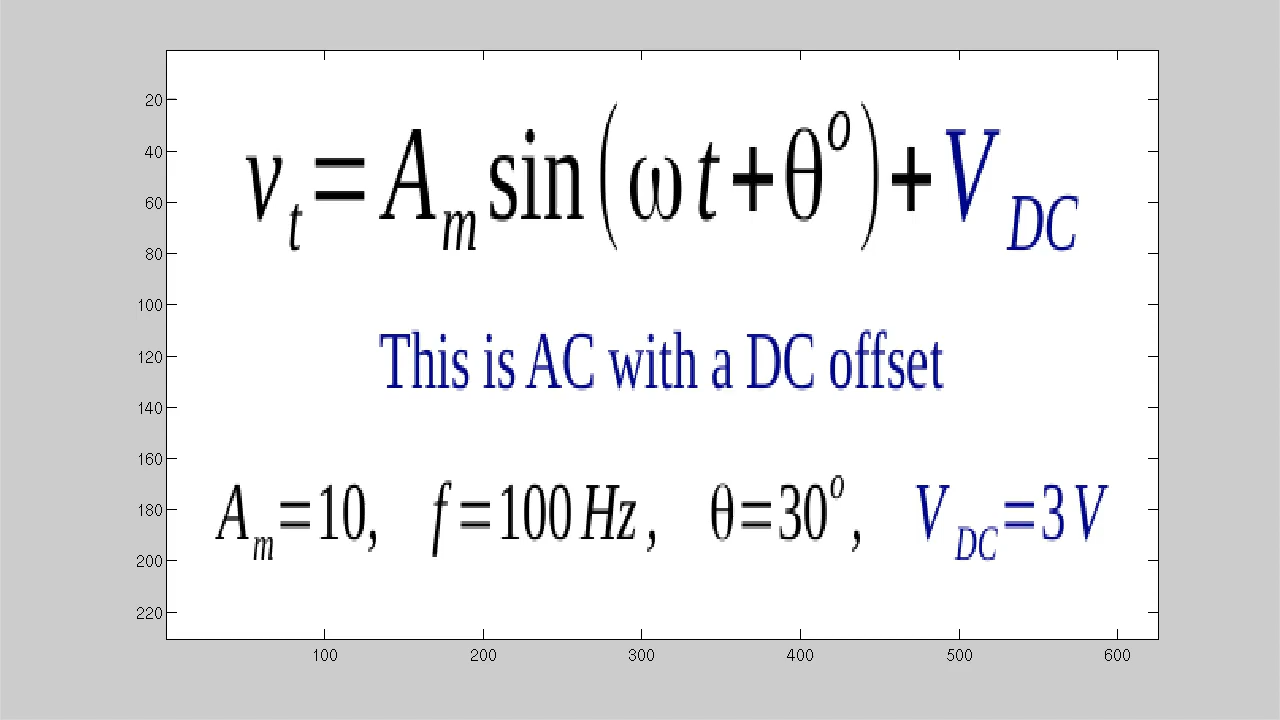 20
40
60
80
100
120
140
160
180
200
220
v_t = A_m sin(ω t + θ^o) + V_DC
This is AC with a DC offset
A_m = 10, f = 100 Hz, θ = 30^o, V_DC = 3 V
100 200 300 400 500 600